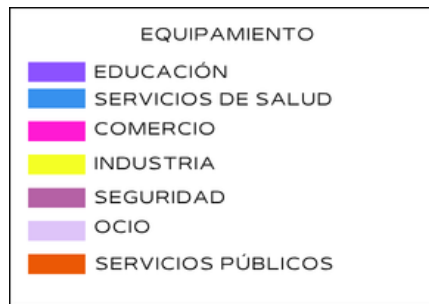 EQUIPAMIENTO
EDUCACIÓN
SERVICIOS DE SALUD
COMERCIO
INDUSTRIA
SEGURIDAD
OCIO
SERVICIOS PÚBLICOS